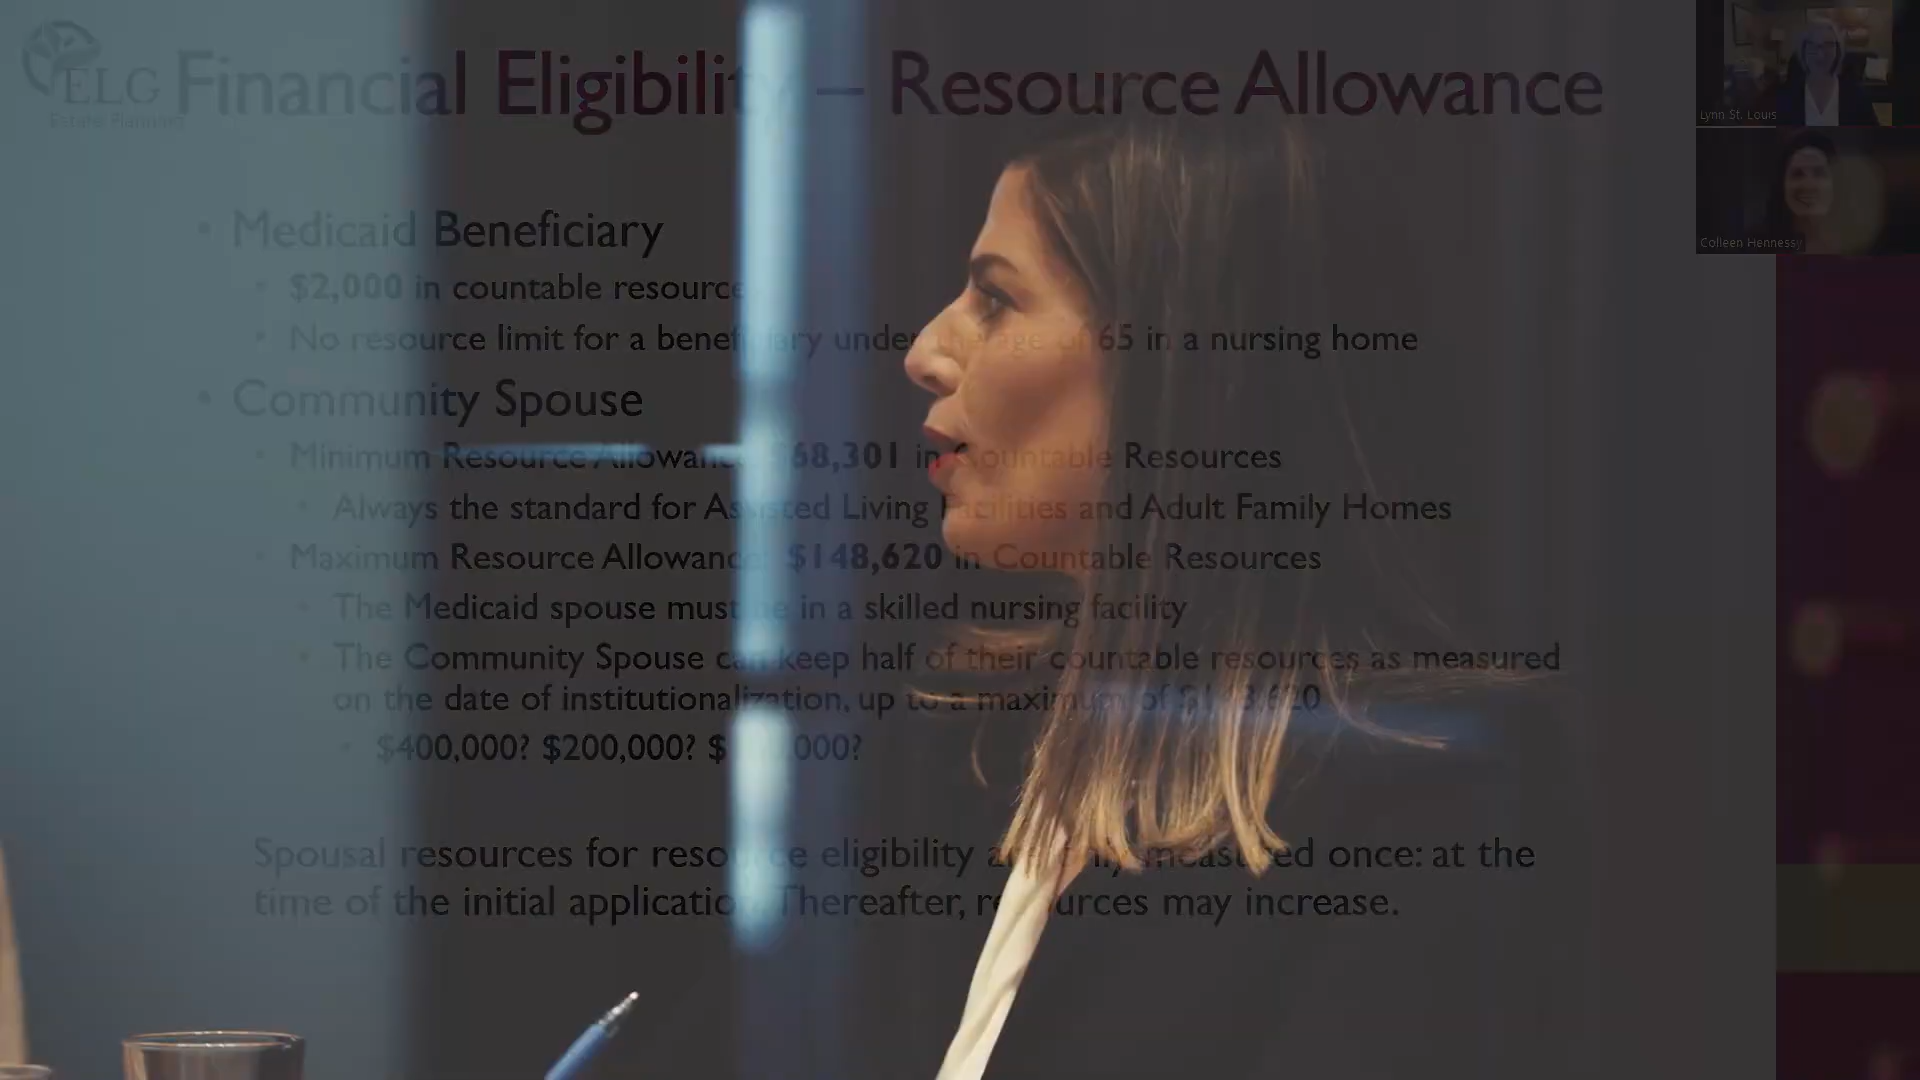 ELG
Estate Planning
Financial Eligibility – Resource Allowance
Lynn St. Louis
Colleen Hennessy
• Medicaid Beneficiary
• $2,000 in countable resource
• No resource limit for a beneficiary under the age of 65 in a nursing home
• Community Spouse
• Minimum Resource Allowance $68,301 in Countable Resources
• Always the standard for Assisted Living Facilities and Adult Family Homes
• Maximum Resource Allowance: $148,620 in Countable Resources
• The Medicaid spouse must be in a skilled nursing facility
• The Community Spouse can keep half of their countable resources as measured
on the date of institutionalization, up to a maximum of $148,620
• $400,000? $200,000?
Spousal resources for resource eligibility are only measured once: at the
time of the initial application. Thereafter, resources may increase.